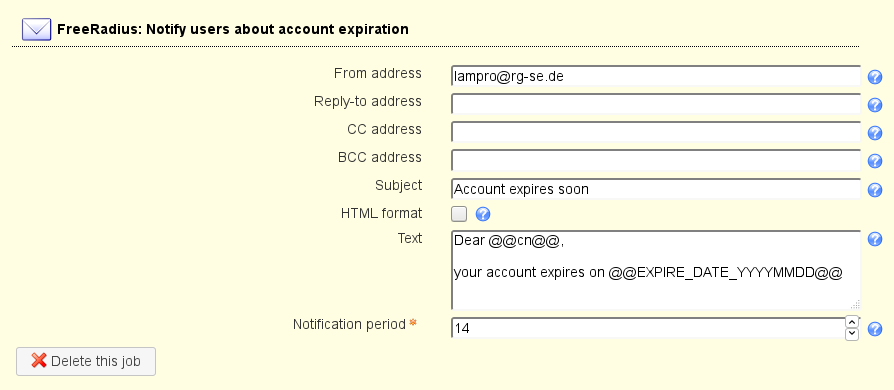 FreeRadius: Notify users about account expiration
From address lampro@rg-se.de
Reply-to address
CC address
BCC address
Subject Account expires soon
HTML format
Text Dear @@cn@@,
your account expires on @@EXPIRE_DATE_YYYYMMDD@@
Notification period * 14
Delete this job